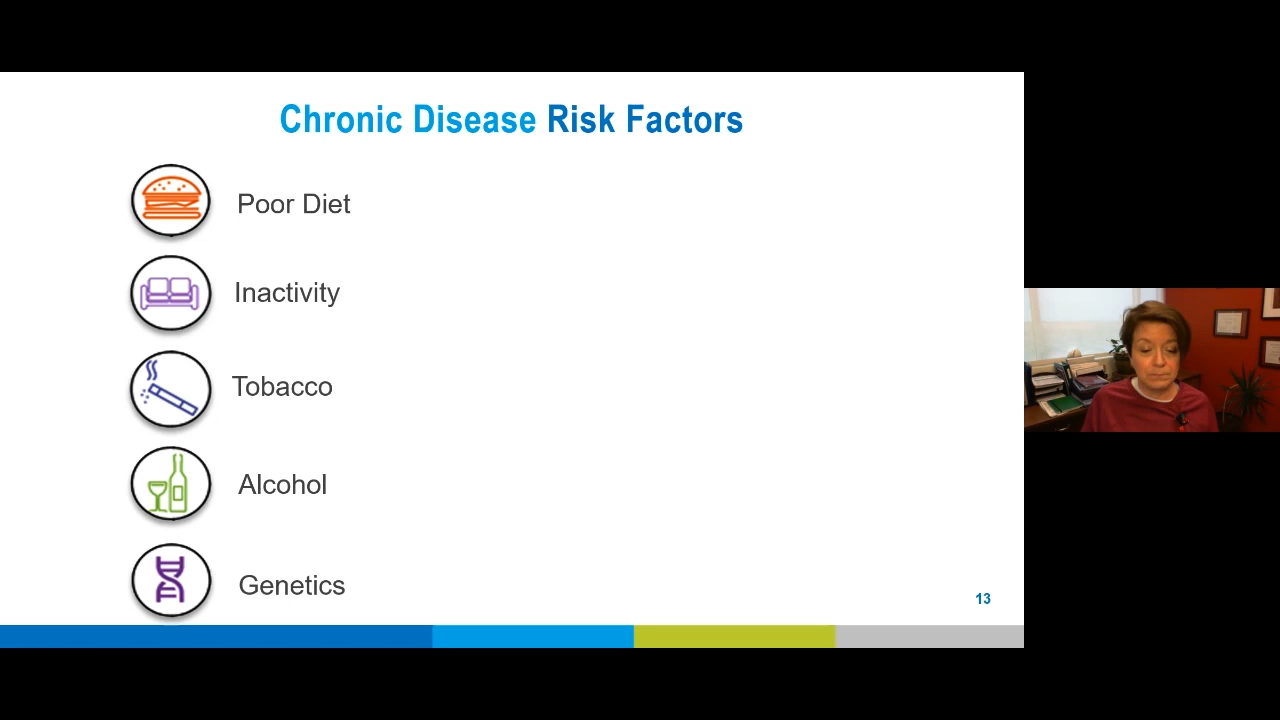 Chronic Disease Risk Factors
Poor Diet
Inactivity
Tobacco
Alcohol
Genetics
13